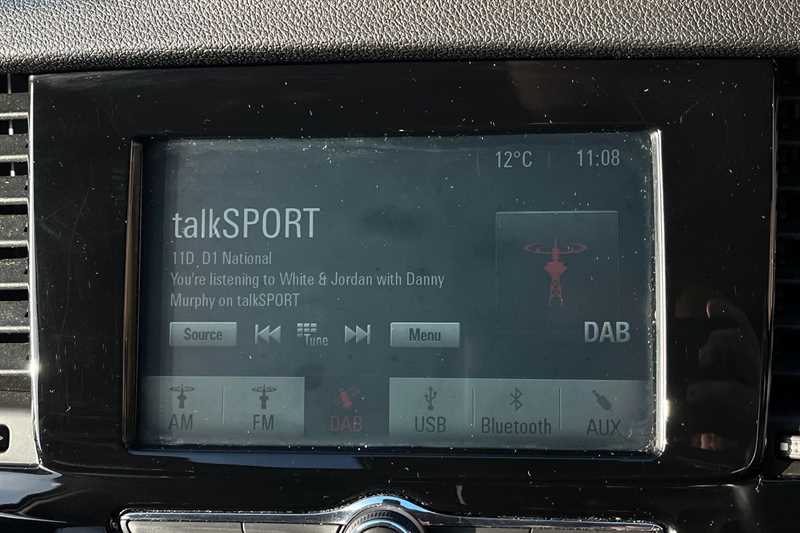 12°C 11:08
talkSPORT
11D D1 National
You're listening to White & Jordan with Danny
Murphy on talkSPORT
Source Tune Menu
DAB
AM FM DAB USB Bluetooth AUX